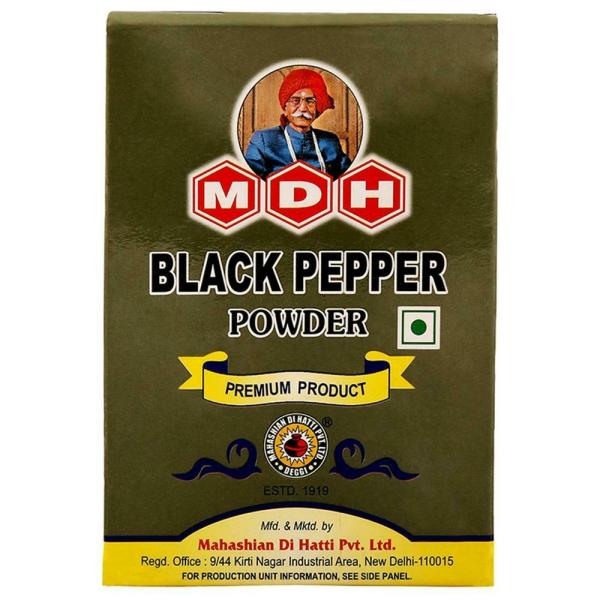 MDH
BLACK PEPPER
POWDER
PREMIUM PRODUCT
MAHASHIAN DI HATTI PVT. LTD.
DEGGI
®
ESTD. 1919
Mfd. & Mktd. by
Mahashian Di Hatti Pvt. Ltd.
Regd. Office : 9/44 Kirti Nagar Industrial Area, New Delhi-110015
FOR PRODUCTION UNIT INFORMATION, SEE SIDE PANEL.